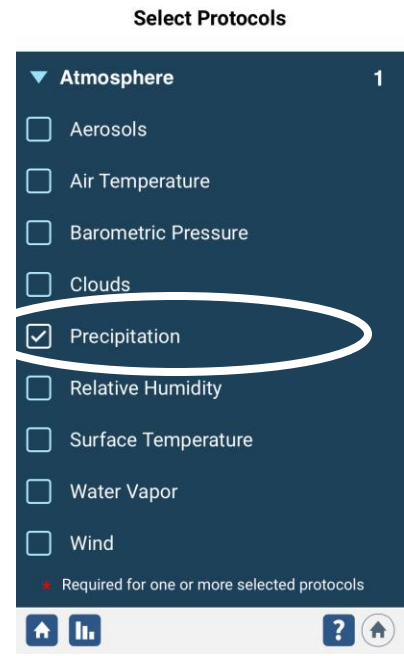 Select Protocols
Atmosphere 1
Aerosols
Air Temperature
Barometric Pressure
Clouds
Precipitation
Relative Humidity
Surface Temperature
Water Vapor
Wind
* Required for one or more selected protocols
?